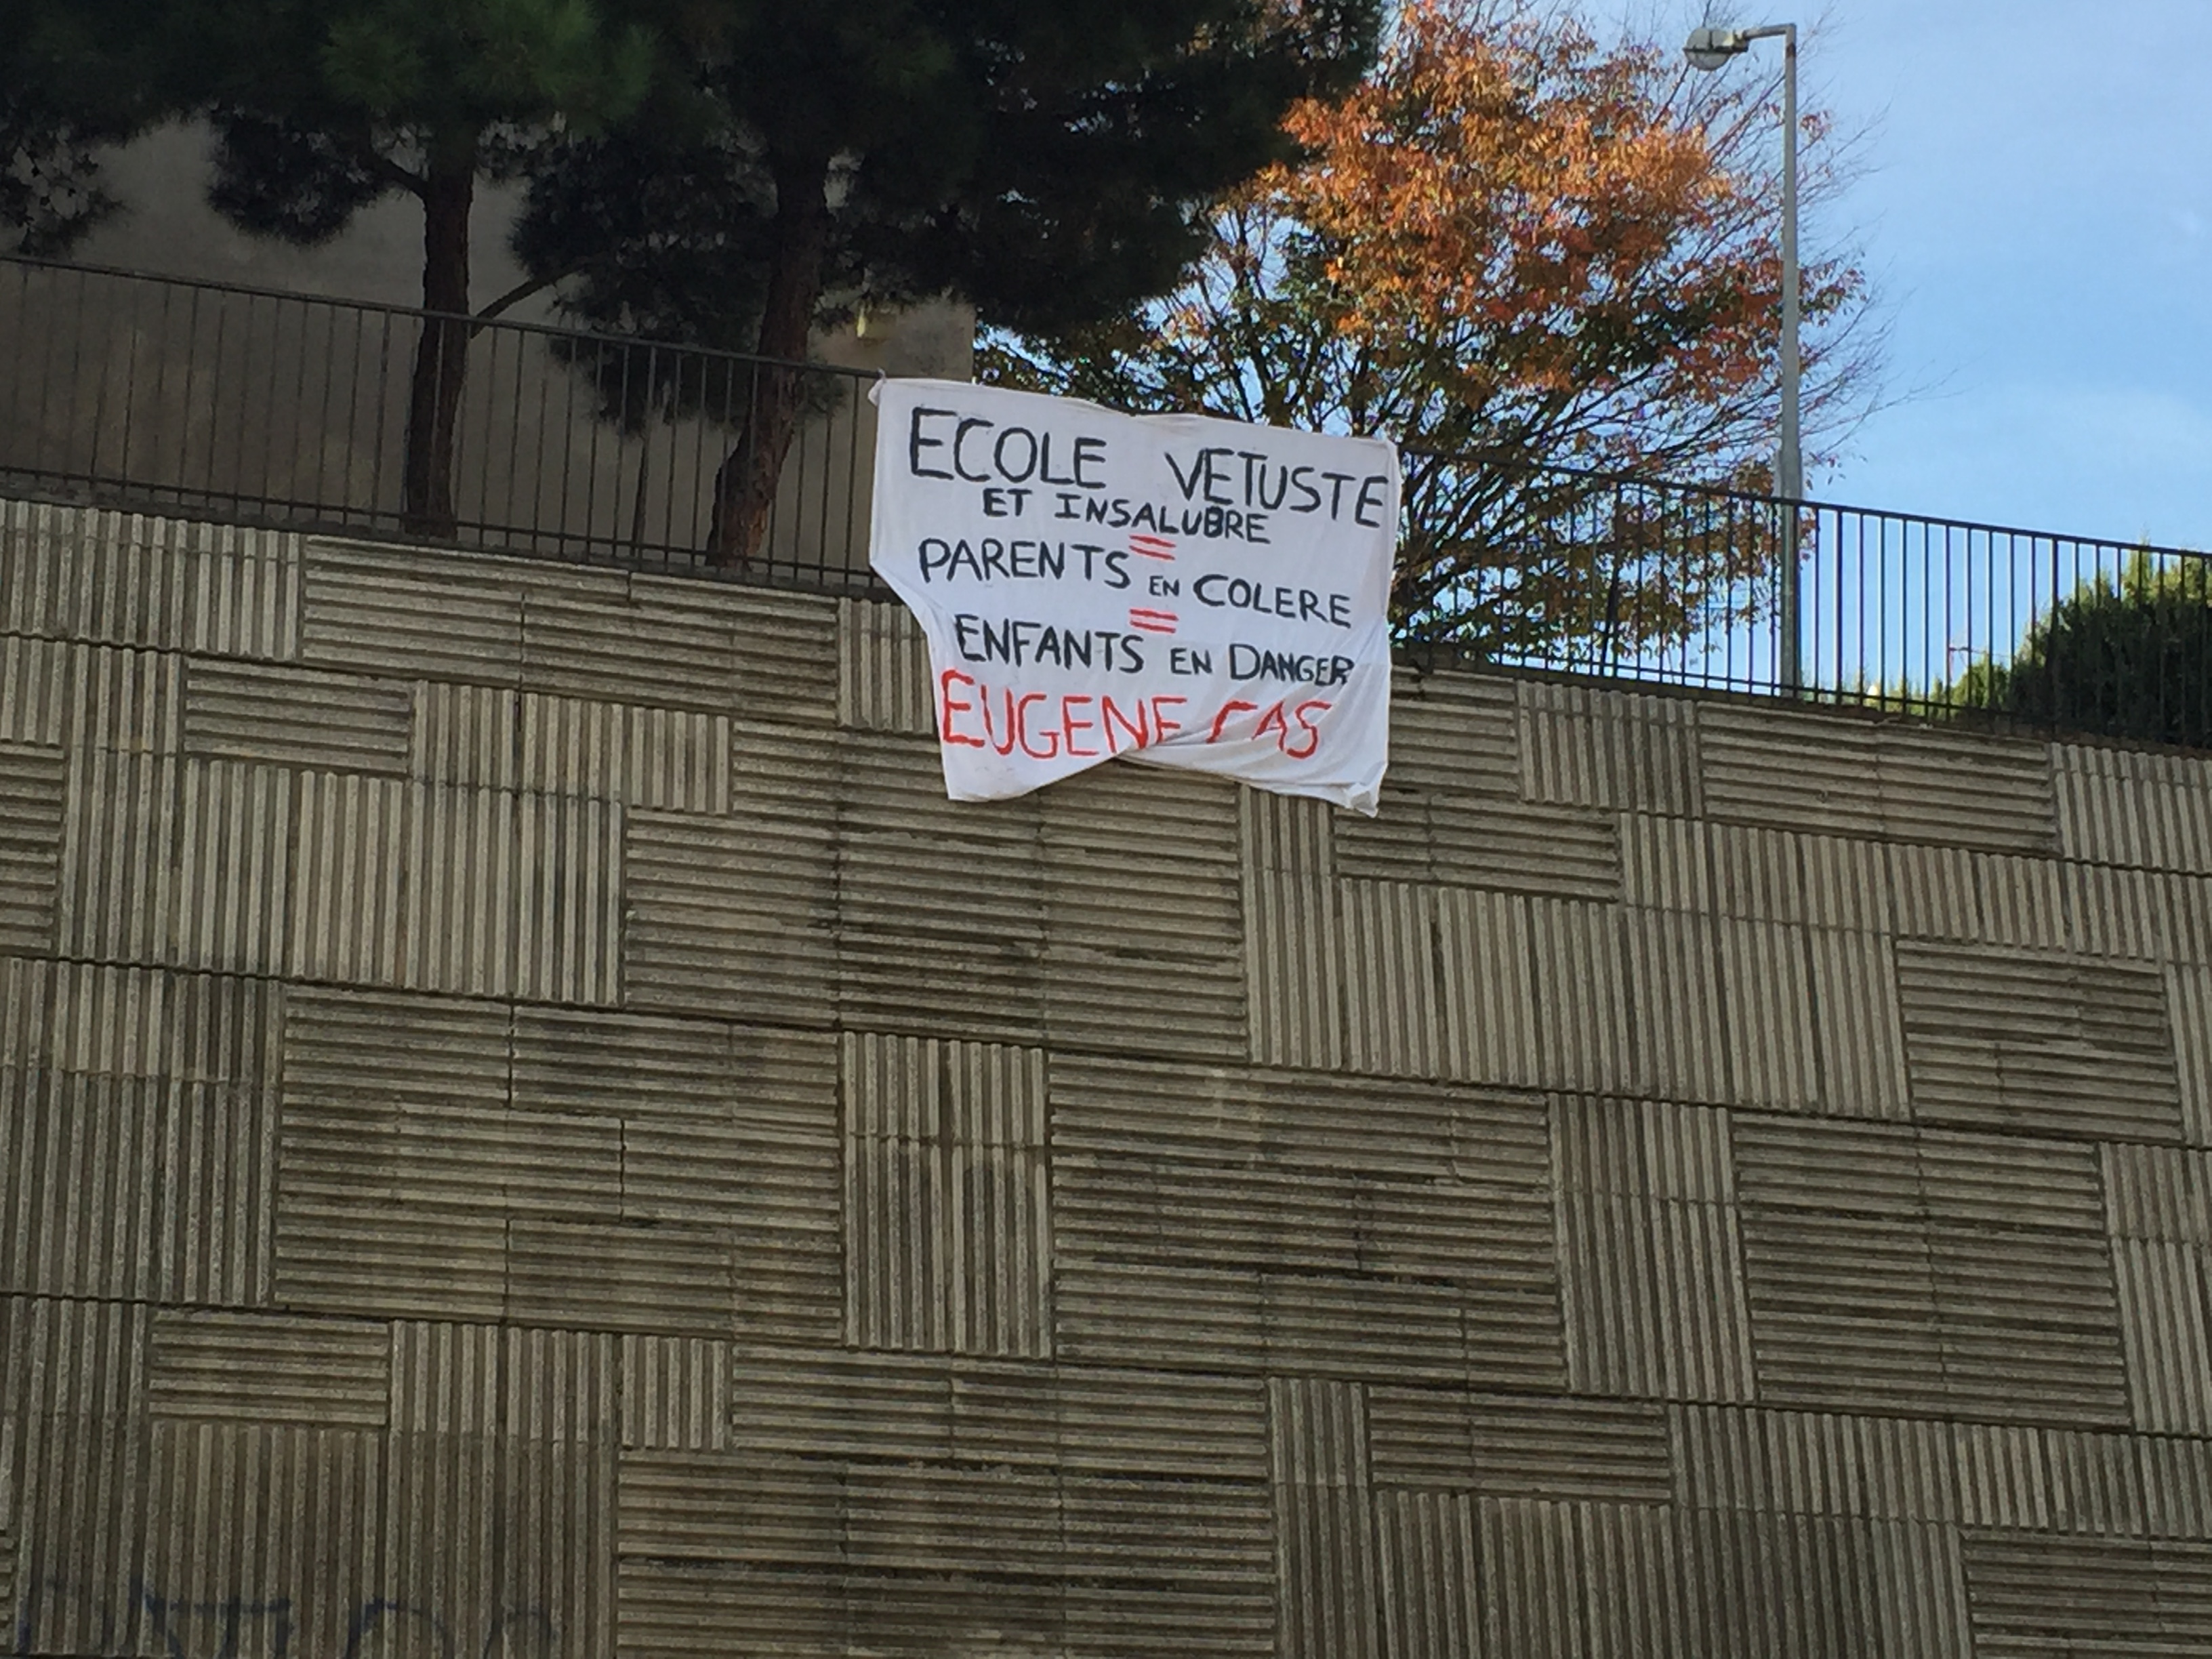 ECOLE VETUSTE
ET INSALUBRE
=
PARENTS EN COLERE
=
ENFANTS EN DANGER
EUGENE CAS